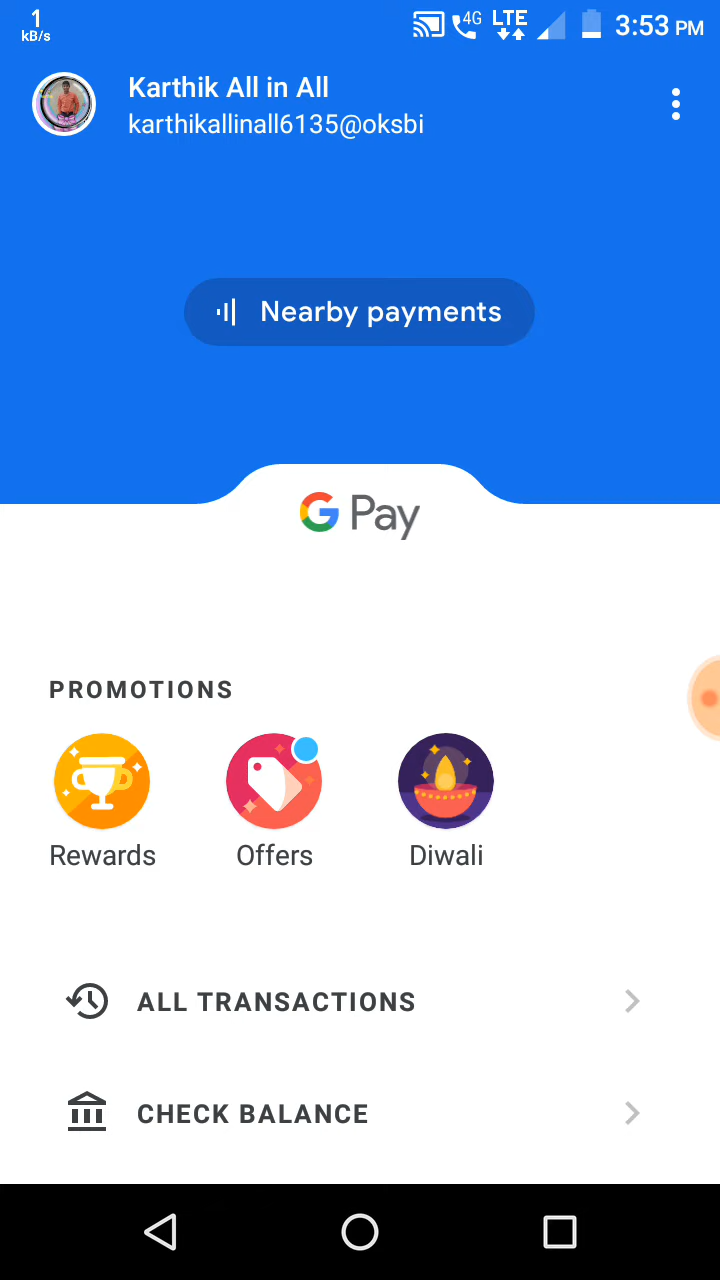 1
kB/s
4G
LTE
3:53 PM
Karthik All in All
karthikallinall6135@oksbi
Nearby payments
G Pay
PROMOTIONS
Rewards
Offers
Diwali
ALL TRANSACTIONS
CHECK BALANCE